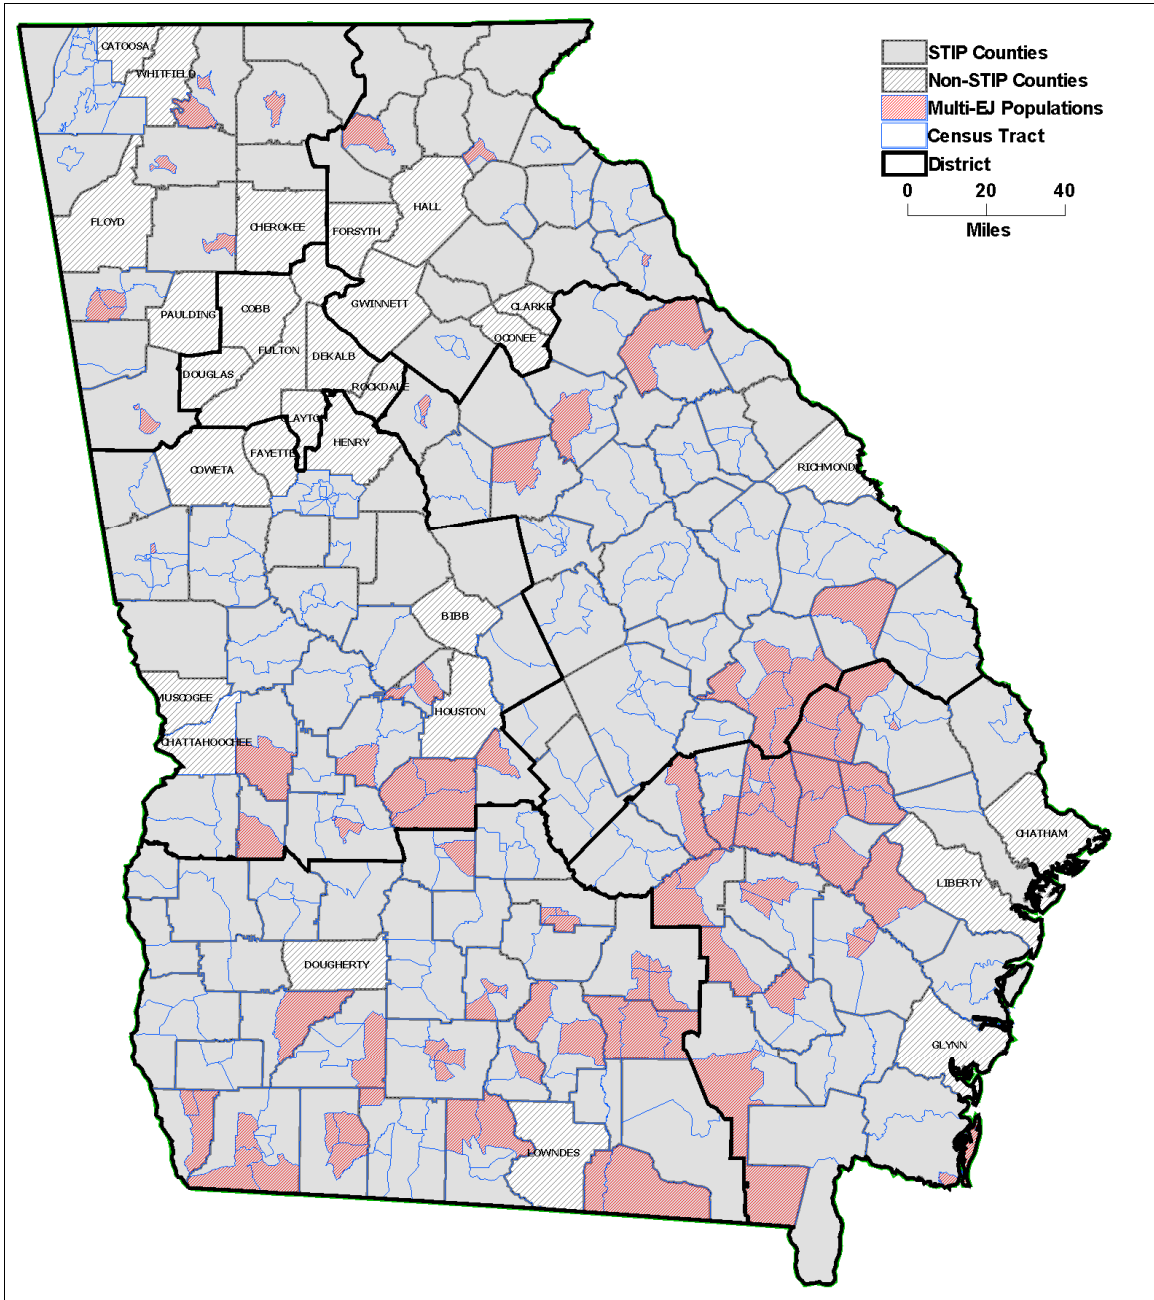 STIP Counties
Non-STIP Counties
Multi-EJ Populations
Census Tract
District
0 20 40
Miles
CATOOSA
WHITFIELD
FLOYD
CHEROKEE
FORSYTH
HALL
PAULDING
COBB
GWINNETT
CLARKE
OCONEE
FULTON
DEKALB
DOUGLAS
ROCKDALE
CLAYTON
HENRY
FAYETTE
COWETA
RICHMOND
BIBB
MUSCOGEE
HOUSTON
CHATTAHOOCHEE
CHATHAM
LIBERTY
DOUGHERTY
GLYNN
LOWNDES